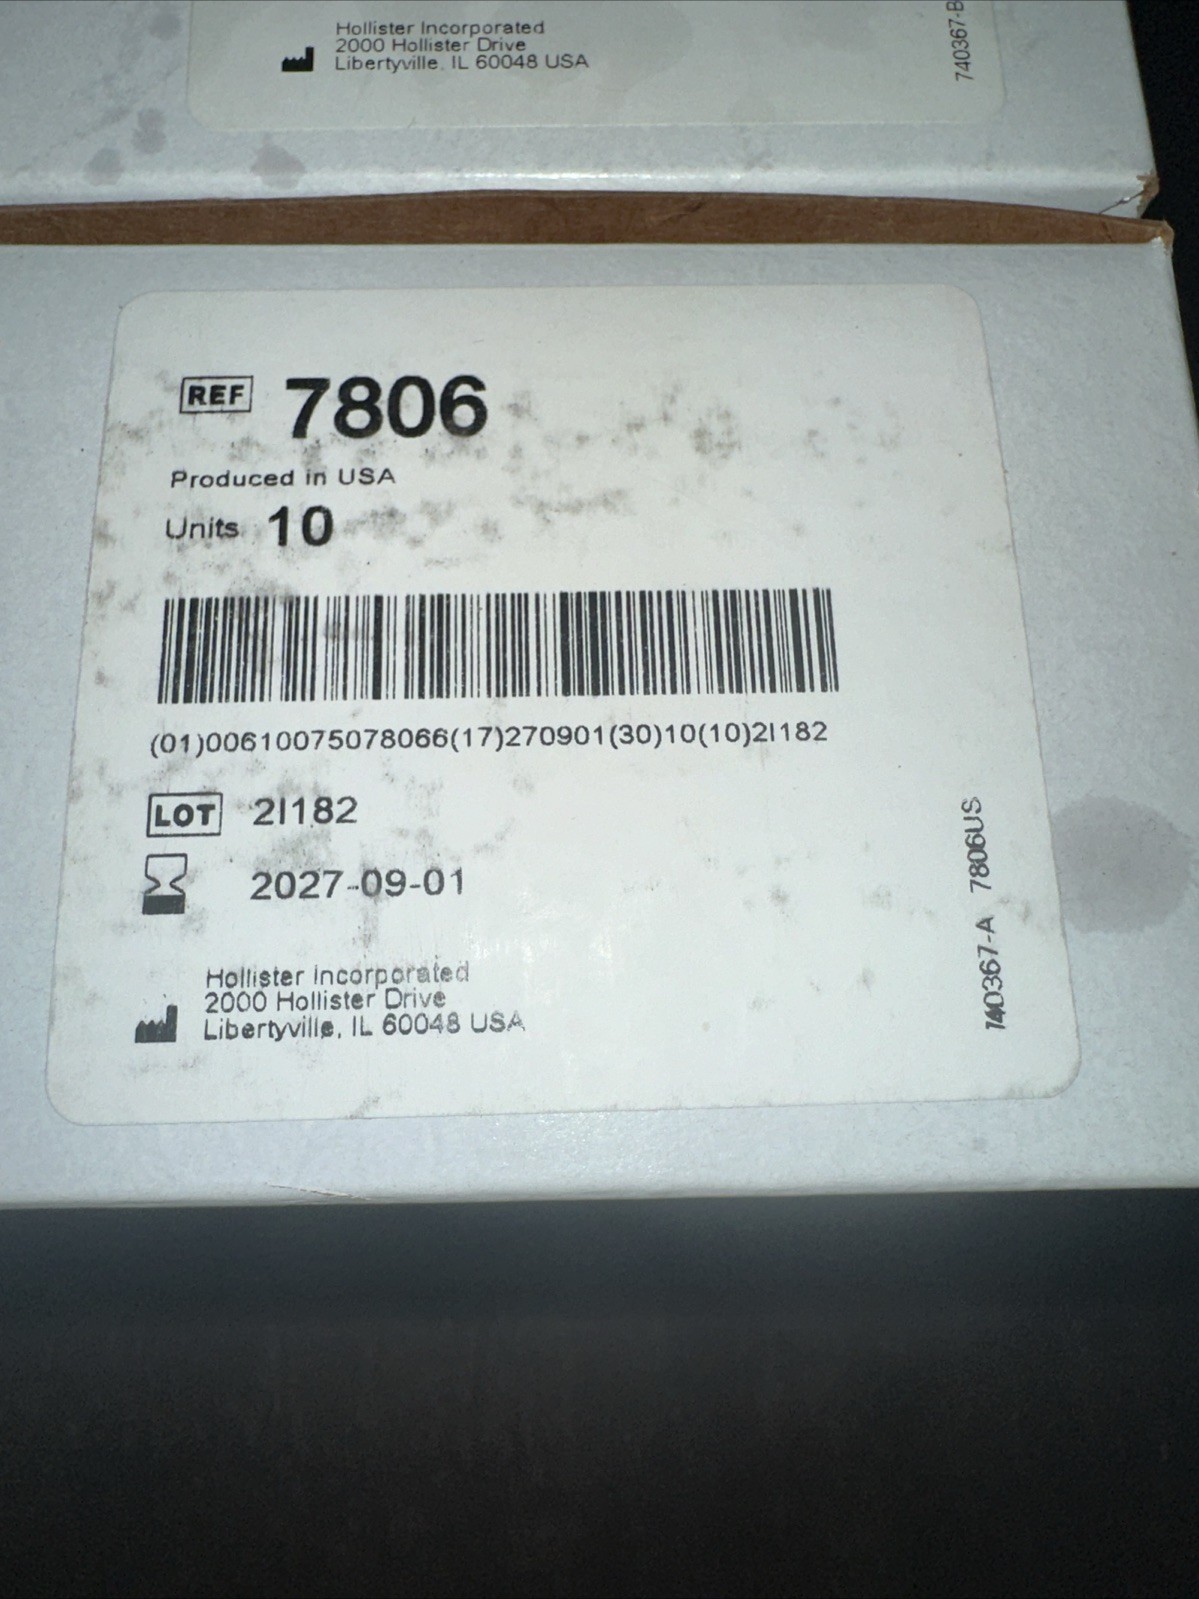 Hollister Incorporated
2000 Hollister Drive
Libertyville, IL 60048 USA
740367-B
REF 7806
Produced in USA
Units 10
(01)00610075078066(17)270901(30)10(10)2I182
LOT 2I182
2027-09-01
Hollister Incorporated
2000 Hollister Drive
Libertyville, IL 60048 USA
740367-A 7806US